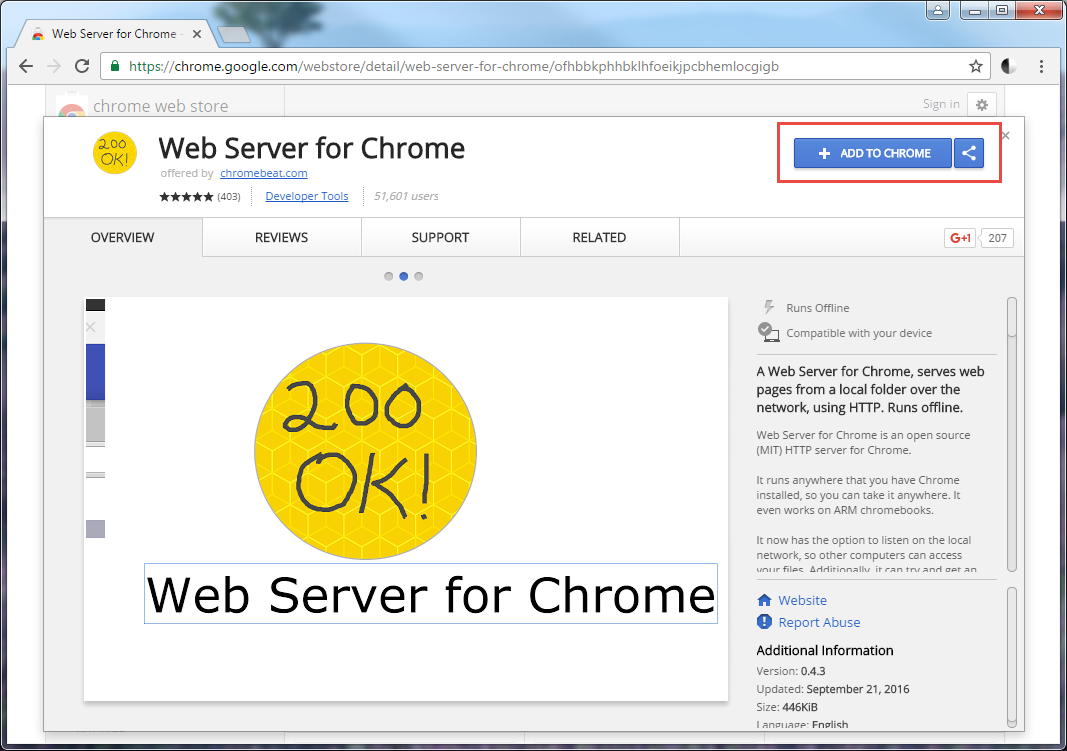 Web Server for Chrome -
https://chrome.google.com/webstore/detail/web-server-for-chrome/ofhbbkphhbklhfoeikjpcbhemlocgigb
chrome web store
Sign in
200
OK!
Web Server for Chrome
offered by chromebeat.com
(403)
Developer Tools
51,601 users
ADD TO CHROME
OVERVIEW
REVIEWS
SUPPORT
RELATED
G+1
207
200
OK!
Web Server for Chrome
Runs Offline
Compatible with your device
A Web Server for Chrome, serves web
pages from a local folder over the
network, using HTTP. Runs offline.
Web Server for Chrome is an open source
(MIT) HTTP server for Chrome.
It runs anywhere that you have Chrome
installed, so you can take it anywhere. It
even works on ARM chromebooks.
It now has the option to listen on the local
network, so other computers can access
your files. Additionally, it can try and get an
Website
Report Abuse
Additional Information
Version: 0.4.3
Updated: September 21, 2016
Size: 446KiB
Language: English